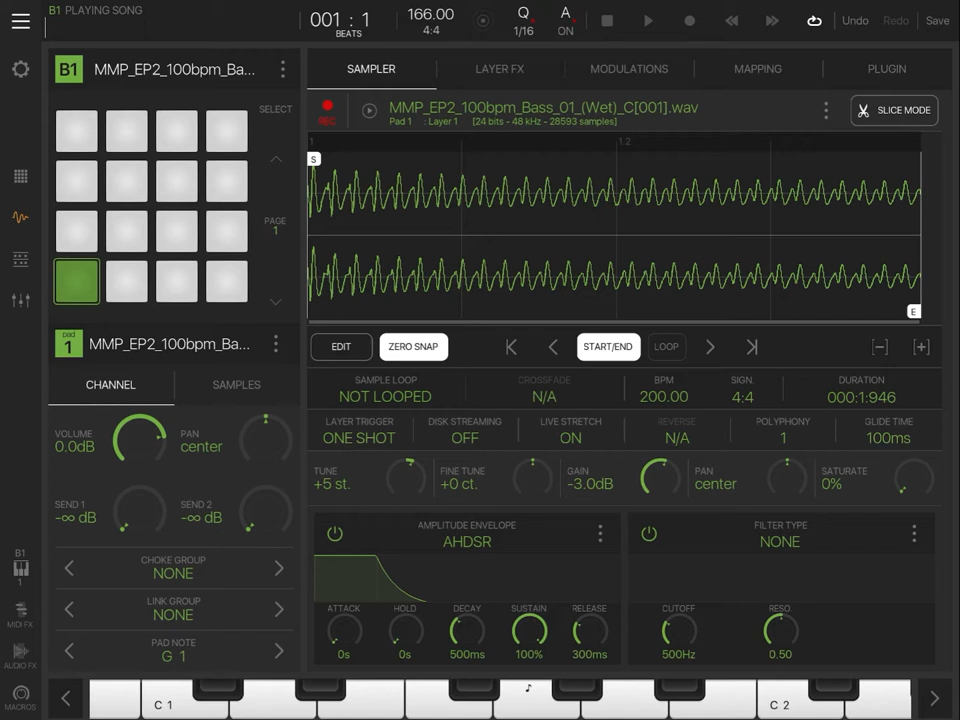 B1 PLAYING SONG
001 : 1
BEATS
166.00
4:4
Q
1/16
A
ON
Undo
Redo
Save
B1
MMP_EP2_100bpm_Ba...
SELECT
PAGE
1
pad
1
MMP_EP2_100bpm_Ba...
CHANNEL
SAMPLES
VOLUME
0.0dB
PAN
center
SEND 1
-∞ dB
SEND 2
-∞ dB
CHOKE GROUP
NONE
LINK GROUP
NONE
PAD NOTE
G 1
B1
1
MIDI FX
AUDIO FX
MACROS
SAMPLER
LAYER FX
MODULATIONS
MAPPING
PLUGIN
REC
MMP_EP2_100bpm_Bass_01_(Wet)_C[001].wav
Pad 1 : Layer 1 [24 bits - 48 kHz - 28593 samples]
SLICE MODE
1
1.2
S
E
EDIT
ZERO SNAP
START/END
LOOP
[-]
[+]
SAMPLE LOOP
NOT LOOPED
CROSSFADE
N/A
BPM
200.00
SIGN.
4:4
DURATION
000:1:946
LAYER TRIGGER
ONE SHOT
DISK STREAMING
OFF
LIVE STRETCH
ON
REVERSE
N/A
POLYPHONY
1
GLIDE TIME
100ms
TUNE
+5 st.
FINE TUNE
+0 ct.
GAIN
-3.0dB
PAN
center
SATURATE
0%
AMPLITUDE ENVELOPE
AHDSR
ATTACK
0s
HOLD
0s
DECAY
500ms
SUSTAIN
100%
RELEASE
300ms
FILTER TYPE
NONE
CUTOFF
500Hz
RESO.
0.50
C 1
C 2